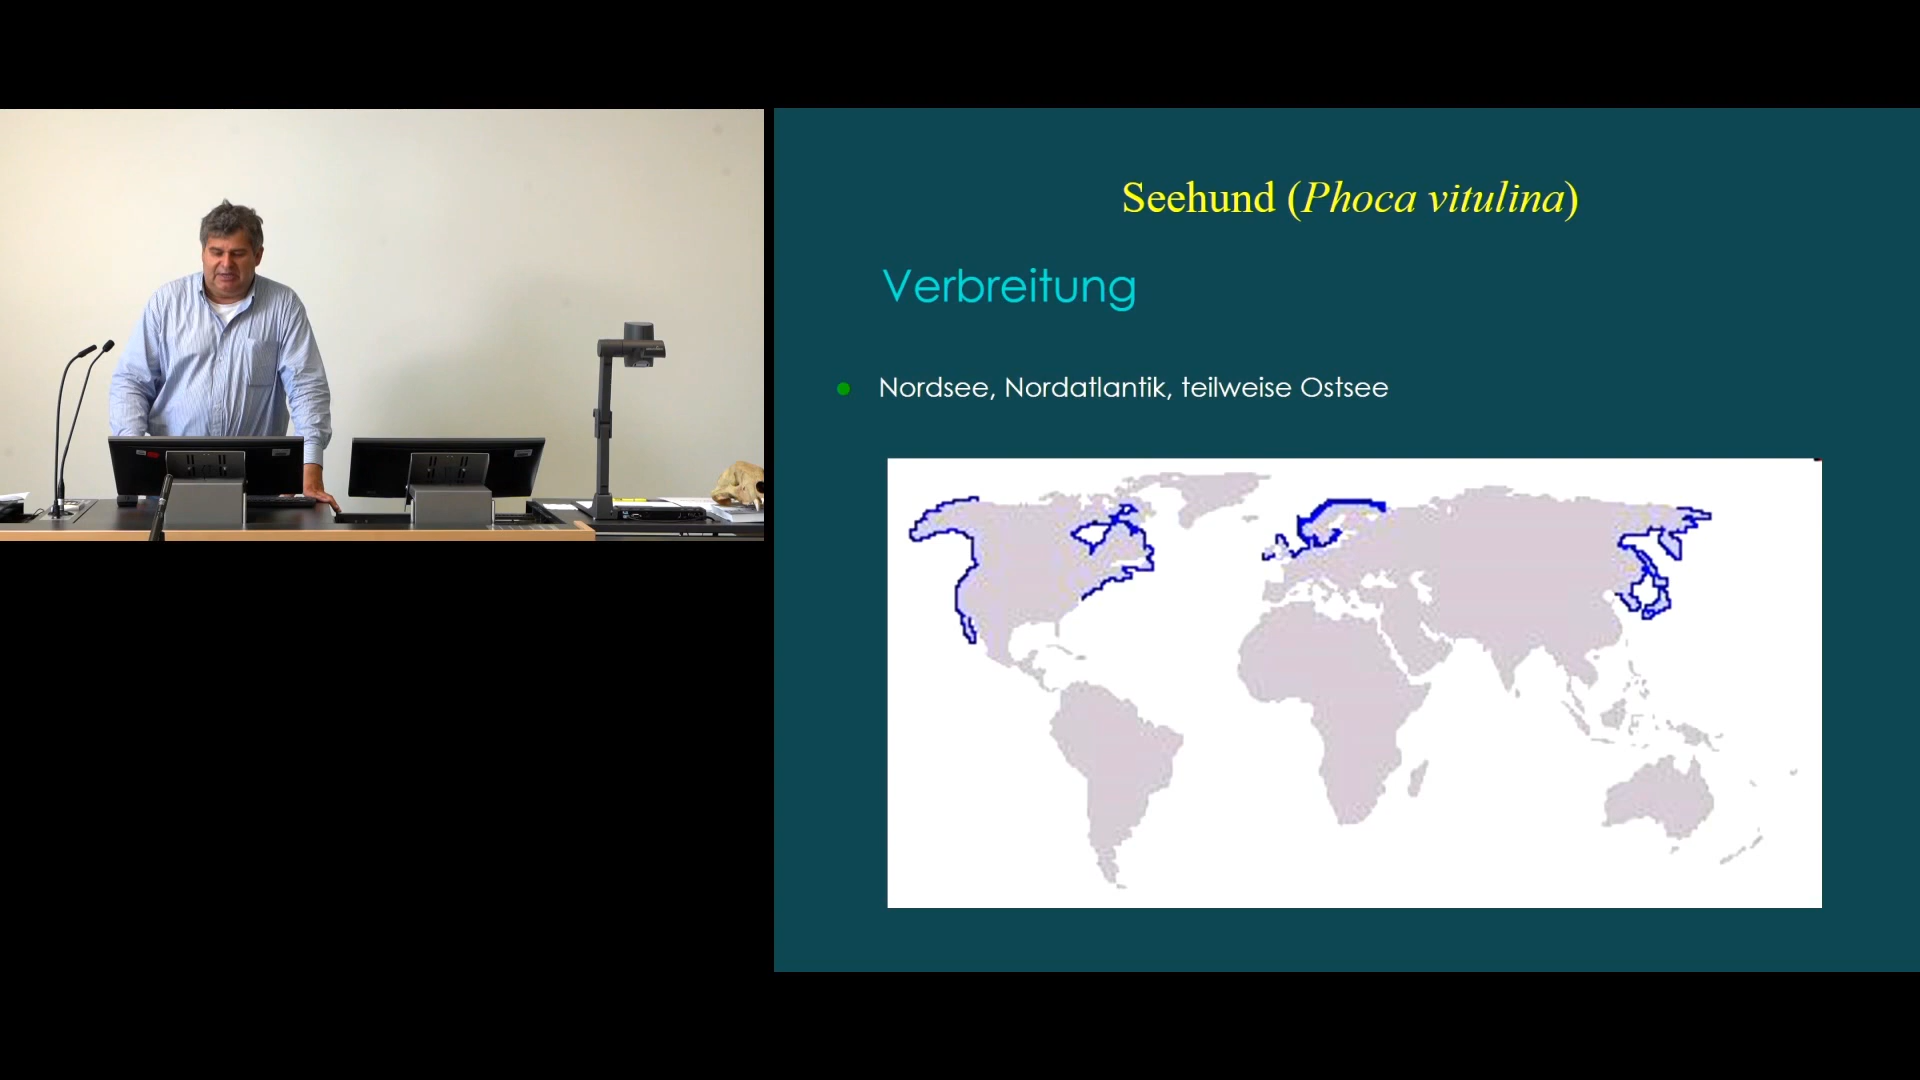 Seehund (Phoca vitulina)
Verbreitung
Nordsee, Nordatlantik, teilweise Ostsee